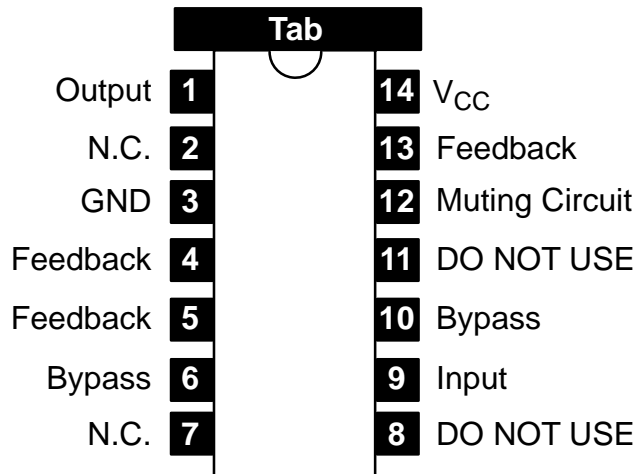 Tab
Output 1 14 VCC
N.C. 2 13 Feedback
GND 3 12 Muting Circuit
Feedback 4 11 DO NOT USE
Feedback 5 10 Bypass
Bypass 6 9 Input
N.C. 7 8 DO NOT USE